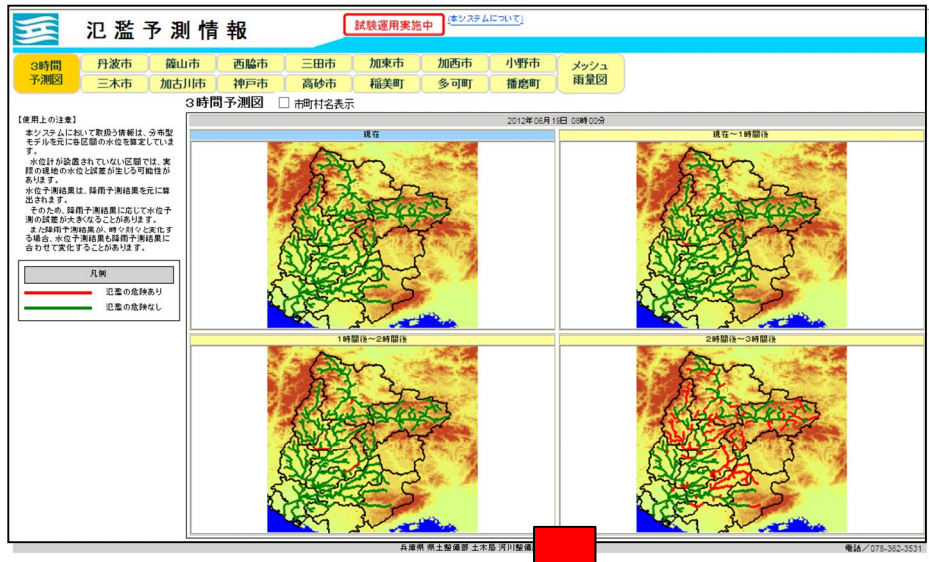 氾濫予測情報
試験運用実施中
(本システムについて)
3時間
予測図
丹波市 篠山市 西脇市 三田市 加東市 加西市 小野市
三木市 加古川市 神戸市 高砂市 稲美町 多可町 播磨町
メッシュ
雨量図
3時間予測図 市町村名表示
【使用上の注意】
本システムにおいて取扱う情報は、分布型
モデルを元に各区間の水位を算定していま
す。
水位計が設置されていない区間では、実
際の現地の水位と誤差が生じる可能性が
あります。
水位予測結果は、降雨予測結果を元に算
出されます。
そのため、降雨予測結果に応じて水位予
測の誤差が大きくなることがあります。
また降雨予測結果が、時々刻々と変化す
る場合、水位予測結果も降雨予測結果に
合わせて変化することがあります。
凡例
氾濫の危険あり
氾濫の危険なし
2012年06月19日 08時00分
現在
現在～1時間後
1時間後～2時間後
2時間後～3時間後
兵庫県 県土整備部 土木局 河川整備
電話／078-362-3531